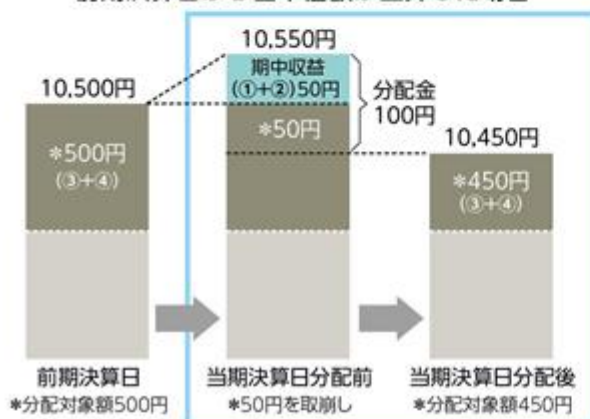 10,550円
期中収益
(①+②)50円
10,500円
分配金
100円
*50円
10,450円
*500円
(③+④)
*450円
(③+④)
前期決算日
当期決算日分配前
当期決算日分配後
*分配対象額500円
*50円を取崩し
*分配対象額450円